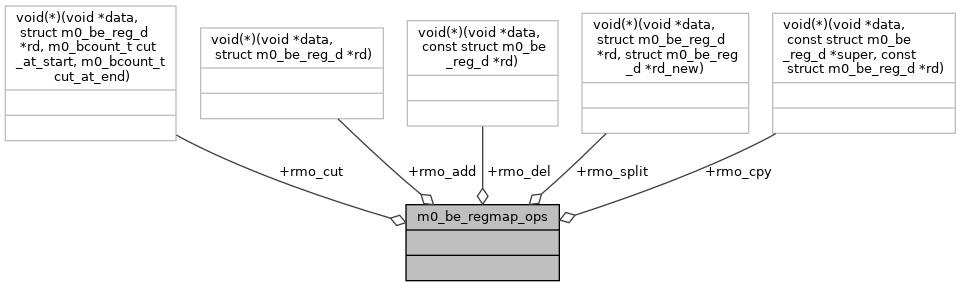 void(*)(void *data,
struct m0_be_reg_d
*rd, m0_bcount_t cut
_at_start, m0_bcount_t
cut_at_end)
void(*)(void *data,
struct m0_be_reg_d *rd)
void(*)(void *data,
const struct m0_be
_reg_d *rd)
void(*)(void *data,
struct m0_be_reg_d
*rd, struct m0_be_reg
_d *rd_new)
void(*)(void *data,
const struct m0_be
_reg_d *super, const
struct m0_be_reg_d *rd)
+rmo_cut
+rmo_add
+rmo_del
+rmo_split
+rmo_cpy
m0_be_regmap_ops